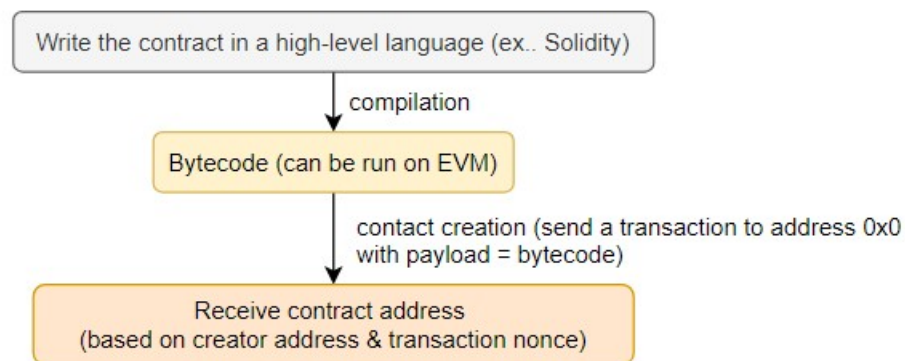 Write the contract in a high-level language (ex.. Solidity)
compilation
Bytecode (can be run on EVM)
contact creation (send a transaction to address 0x0
with payload = bytecode)
Receive contract address
(based on creator address & transaction nonce)